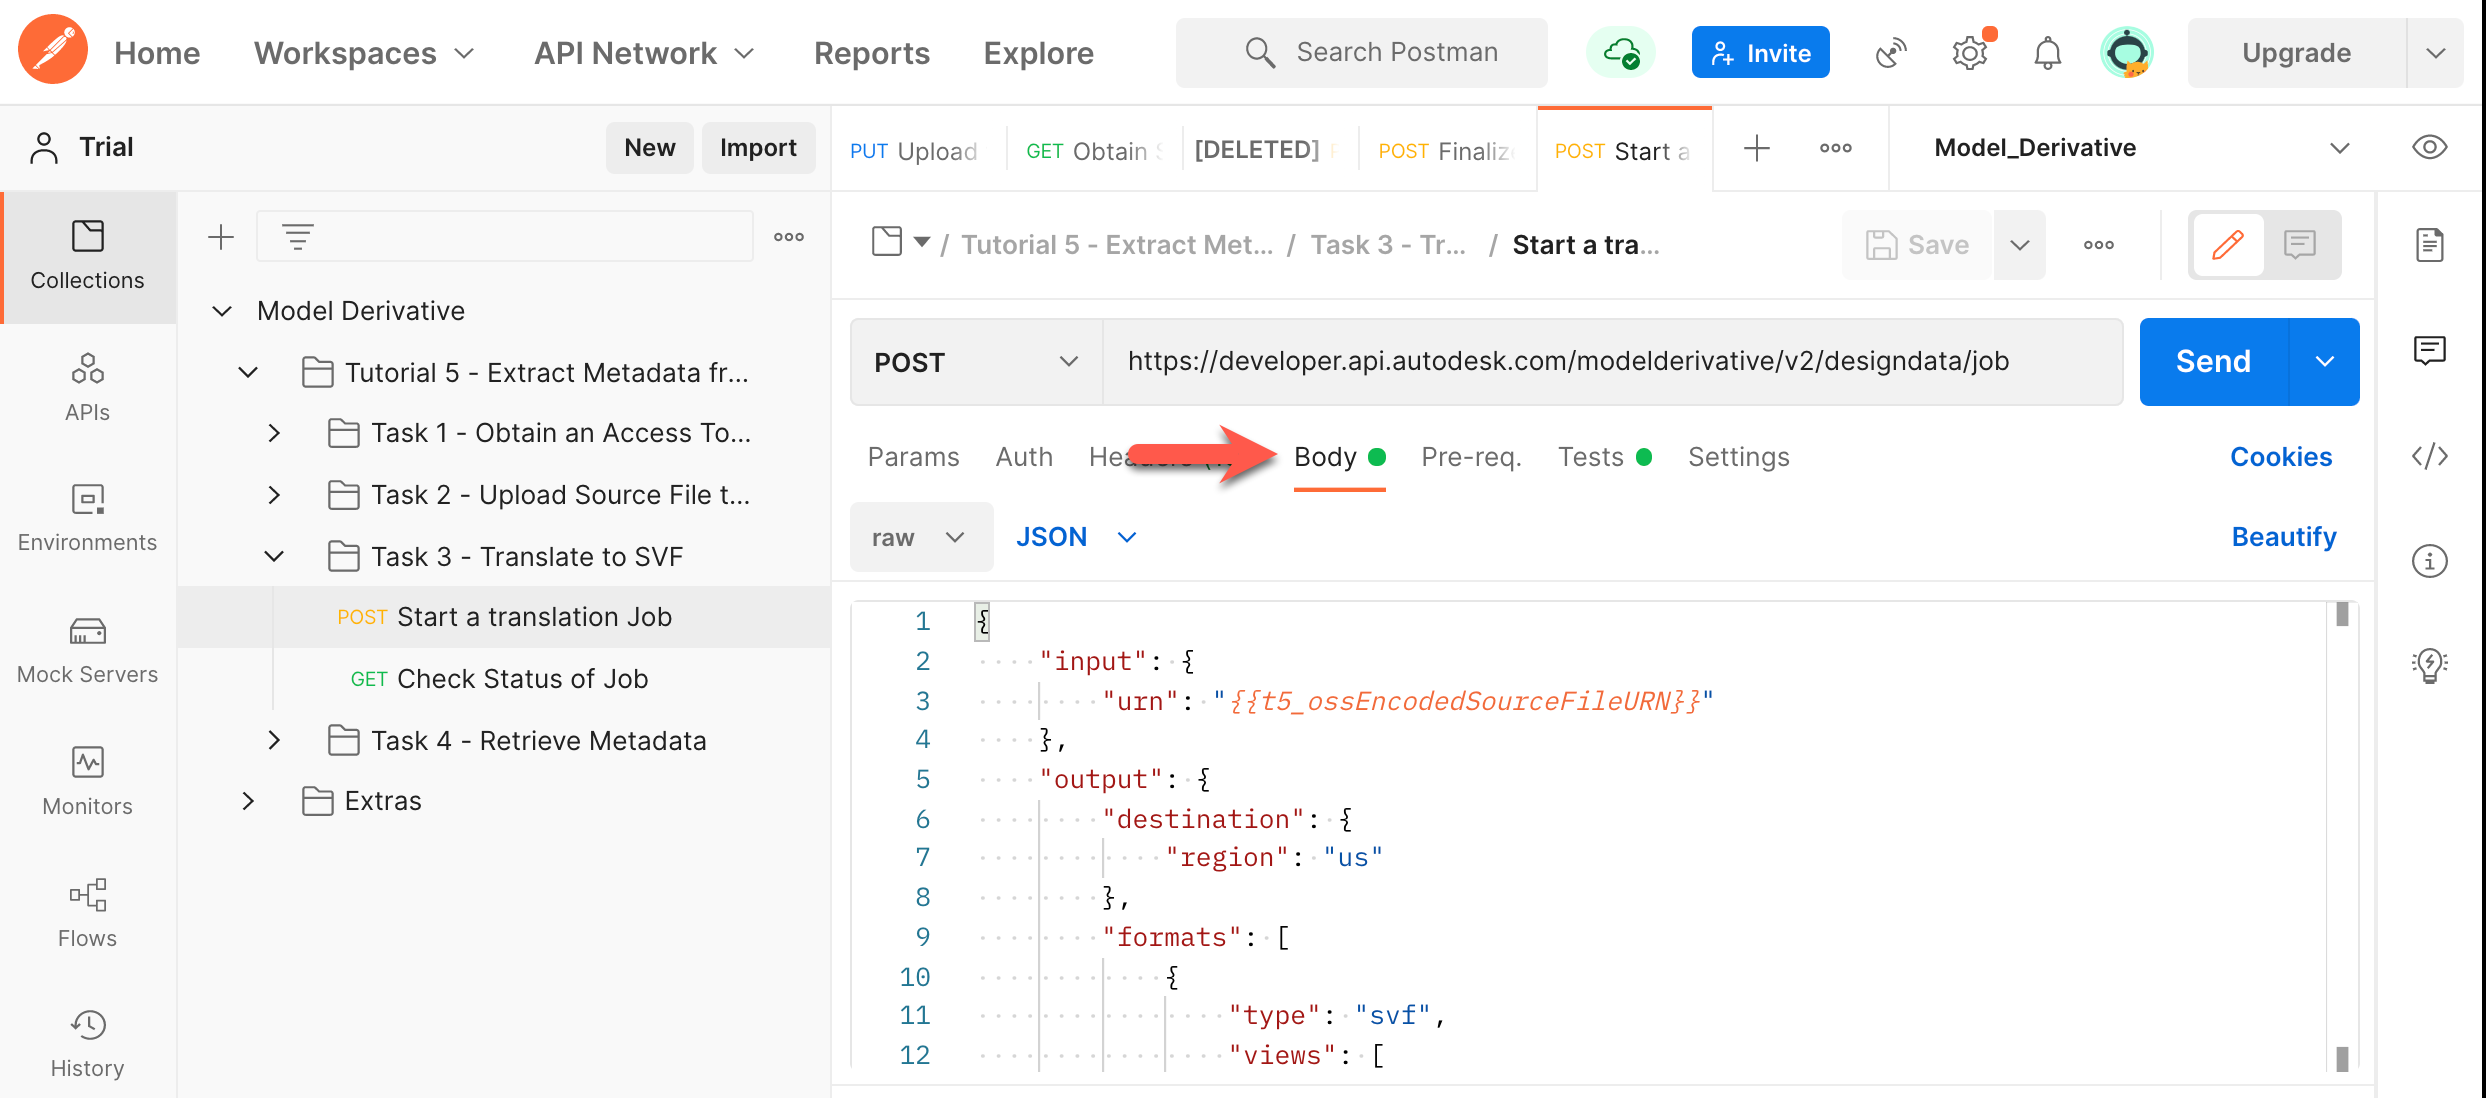 Home Workspaces API Network Reports Explore Search Postman Invite Upgrade
Trial New Import PUT Upload GET Obtain [DELETED] POST Finaliz POST Start a Model_Derivative
Collections
/ Tutorial 5 - Extract Met... / Task 3 - Tr... / Start a tra... Save
Model Derivative
Tutorial 5 - Extract Metadata fr...
Task 1 - Obtain an Access To...
Task 2 - Upload Source File t...
Task 3 - Translate to SVF
POST Start a translation Job
GET Check Status of Job
Task 4 - Retrieve Metadata
Extras
APIs
Environments
Mock Servers
Monitors
Flows
History
POST https://developer.api.autodesk.com/modelderivative/v2/designdata/job Send
Params Auth Body Pre-req. Tests Settings Cookies
raw JSON Beautify
1 {
2 "input": {
3 "urn": "{{t5_ossEncodedSourceFileURN}}"
4 },
5 "output": {
6 "destination": {
7 "region": "us"
8 },
9 "formats": [
10 {
11 "type": "svf",
12 "views": [